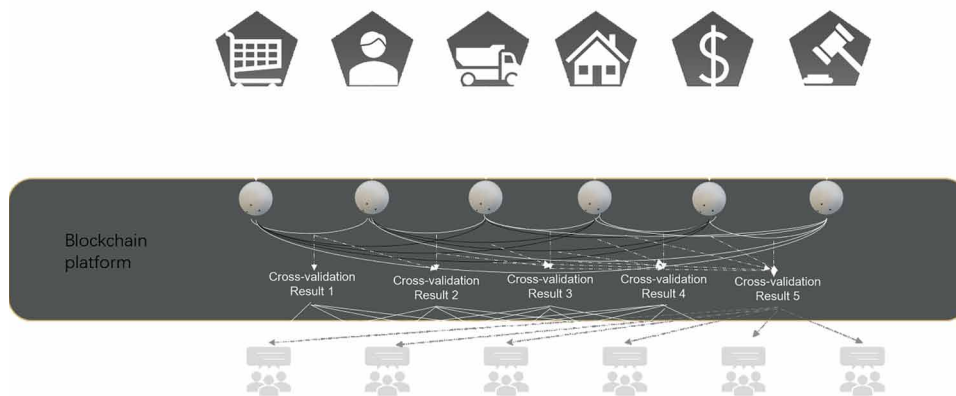 Blockchain
platform
Cross-validation
Result 1
Cross-validation
Result 2
Cross-validation
Result 3
Cross-validation
Result 4
Cross-validation
Result 5